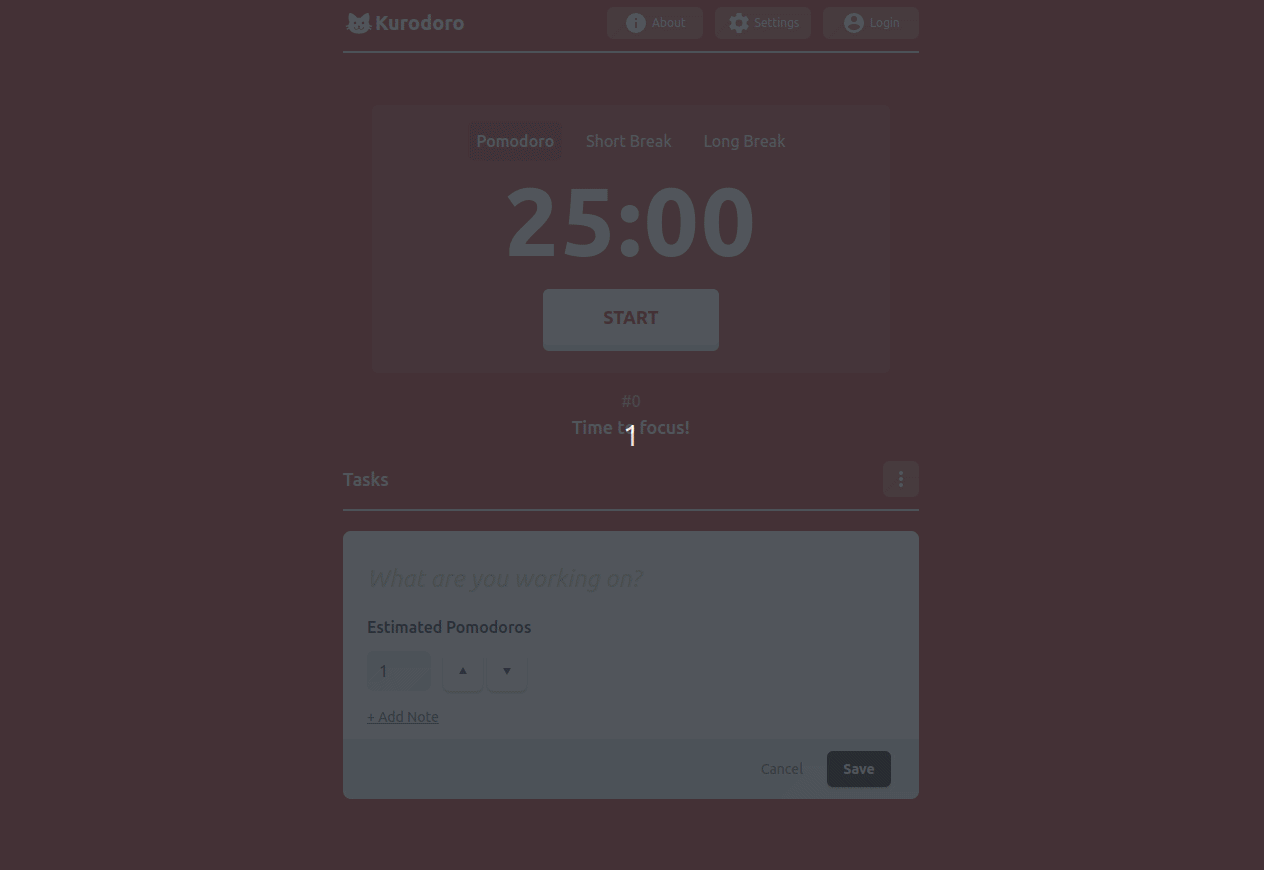 Kurodoro
About
Settings
Login
Pomodoro
Short Break
Long Break
25:00
START
#0
Time to focus!
1
Tasks
What are you working on?
Estimated Pomodoros
1
+ Add Note
Cancel
Save